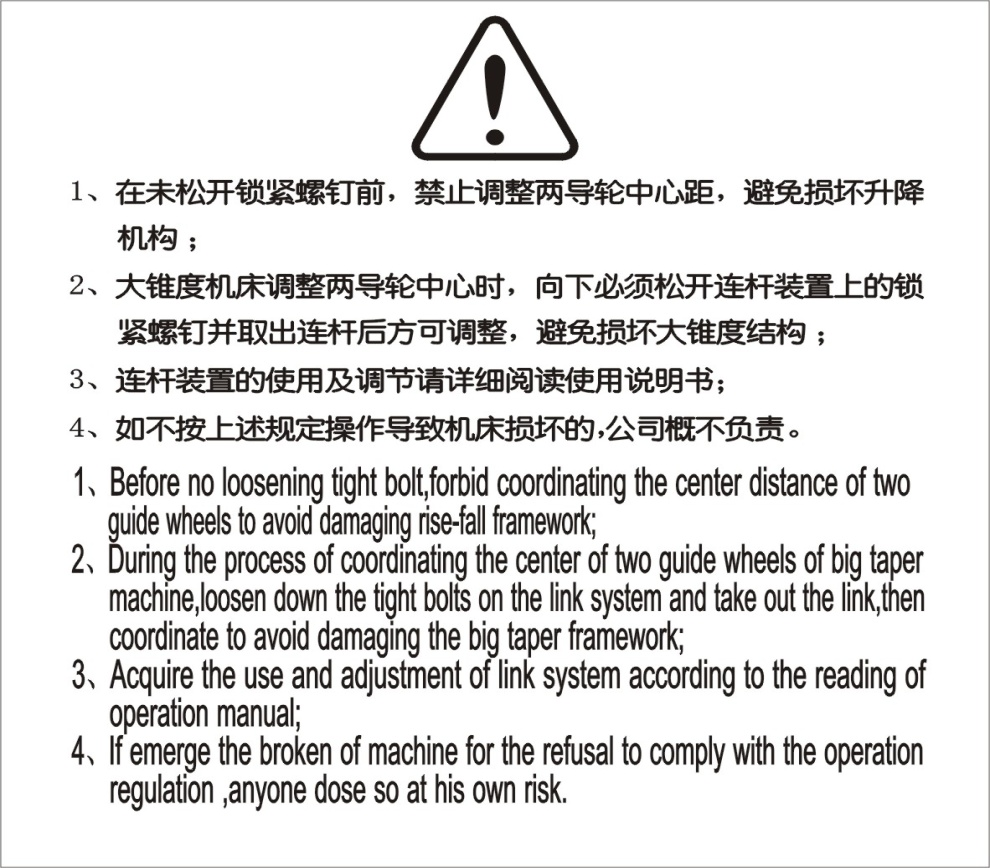 1、在未松开锁紧螺钉前，禁止调整两导轮中心距，避免损坏升降
机构；
2、大锥度机床调整两导轮中心时，向下必须松开连杆装置上的锁
紧螺钉并取出连杆后方可调整，避免损坏大锥度结构；
3、连杆装置的使用及调节请详细阅读使用说明书；
4、如不按上述规定操作导致机床损坏的，公司概不负责。
1、Before no loosening tight bolt,forbid coordinating the center distance of two
guide wheels to avoid damaging rise-fall framework;
2、During the process of coordinating the center of two guide wheels of big taper
machine,loosen down the tight bolts on the link system and take out the link,then
coordinate to avoid damaging the big taper framework;
3、Acquire the use and adjustment of link system according to the reading of
operation manual;
4、If emerge the broken of machine for the refusal to comply with the operation
regulation ,anyone dose so at his own risk.